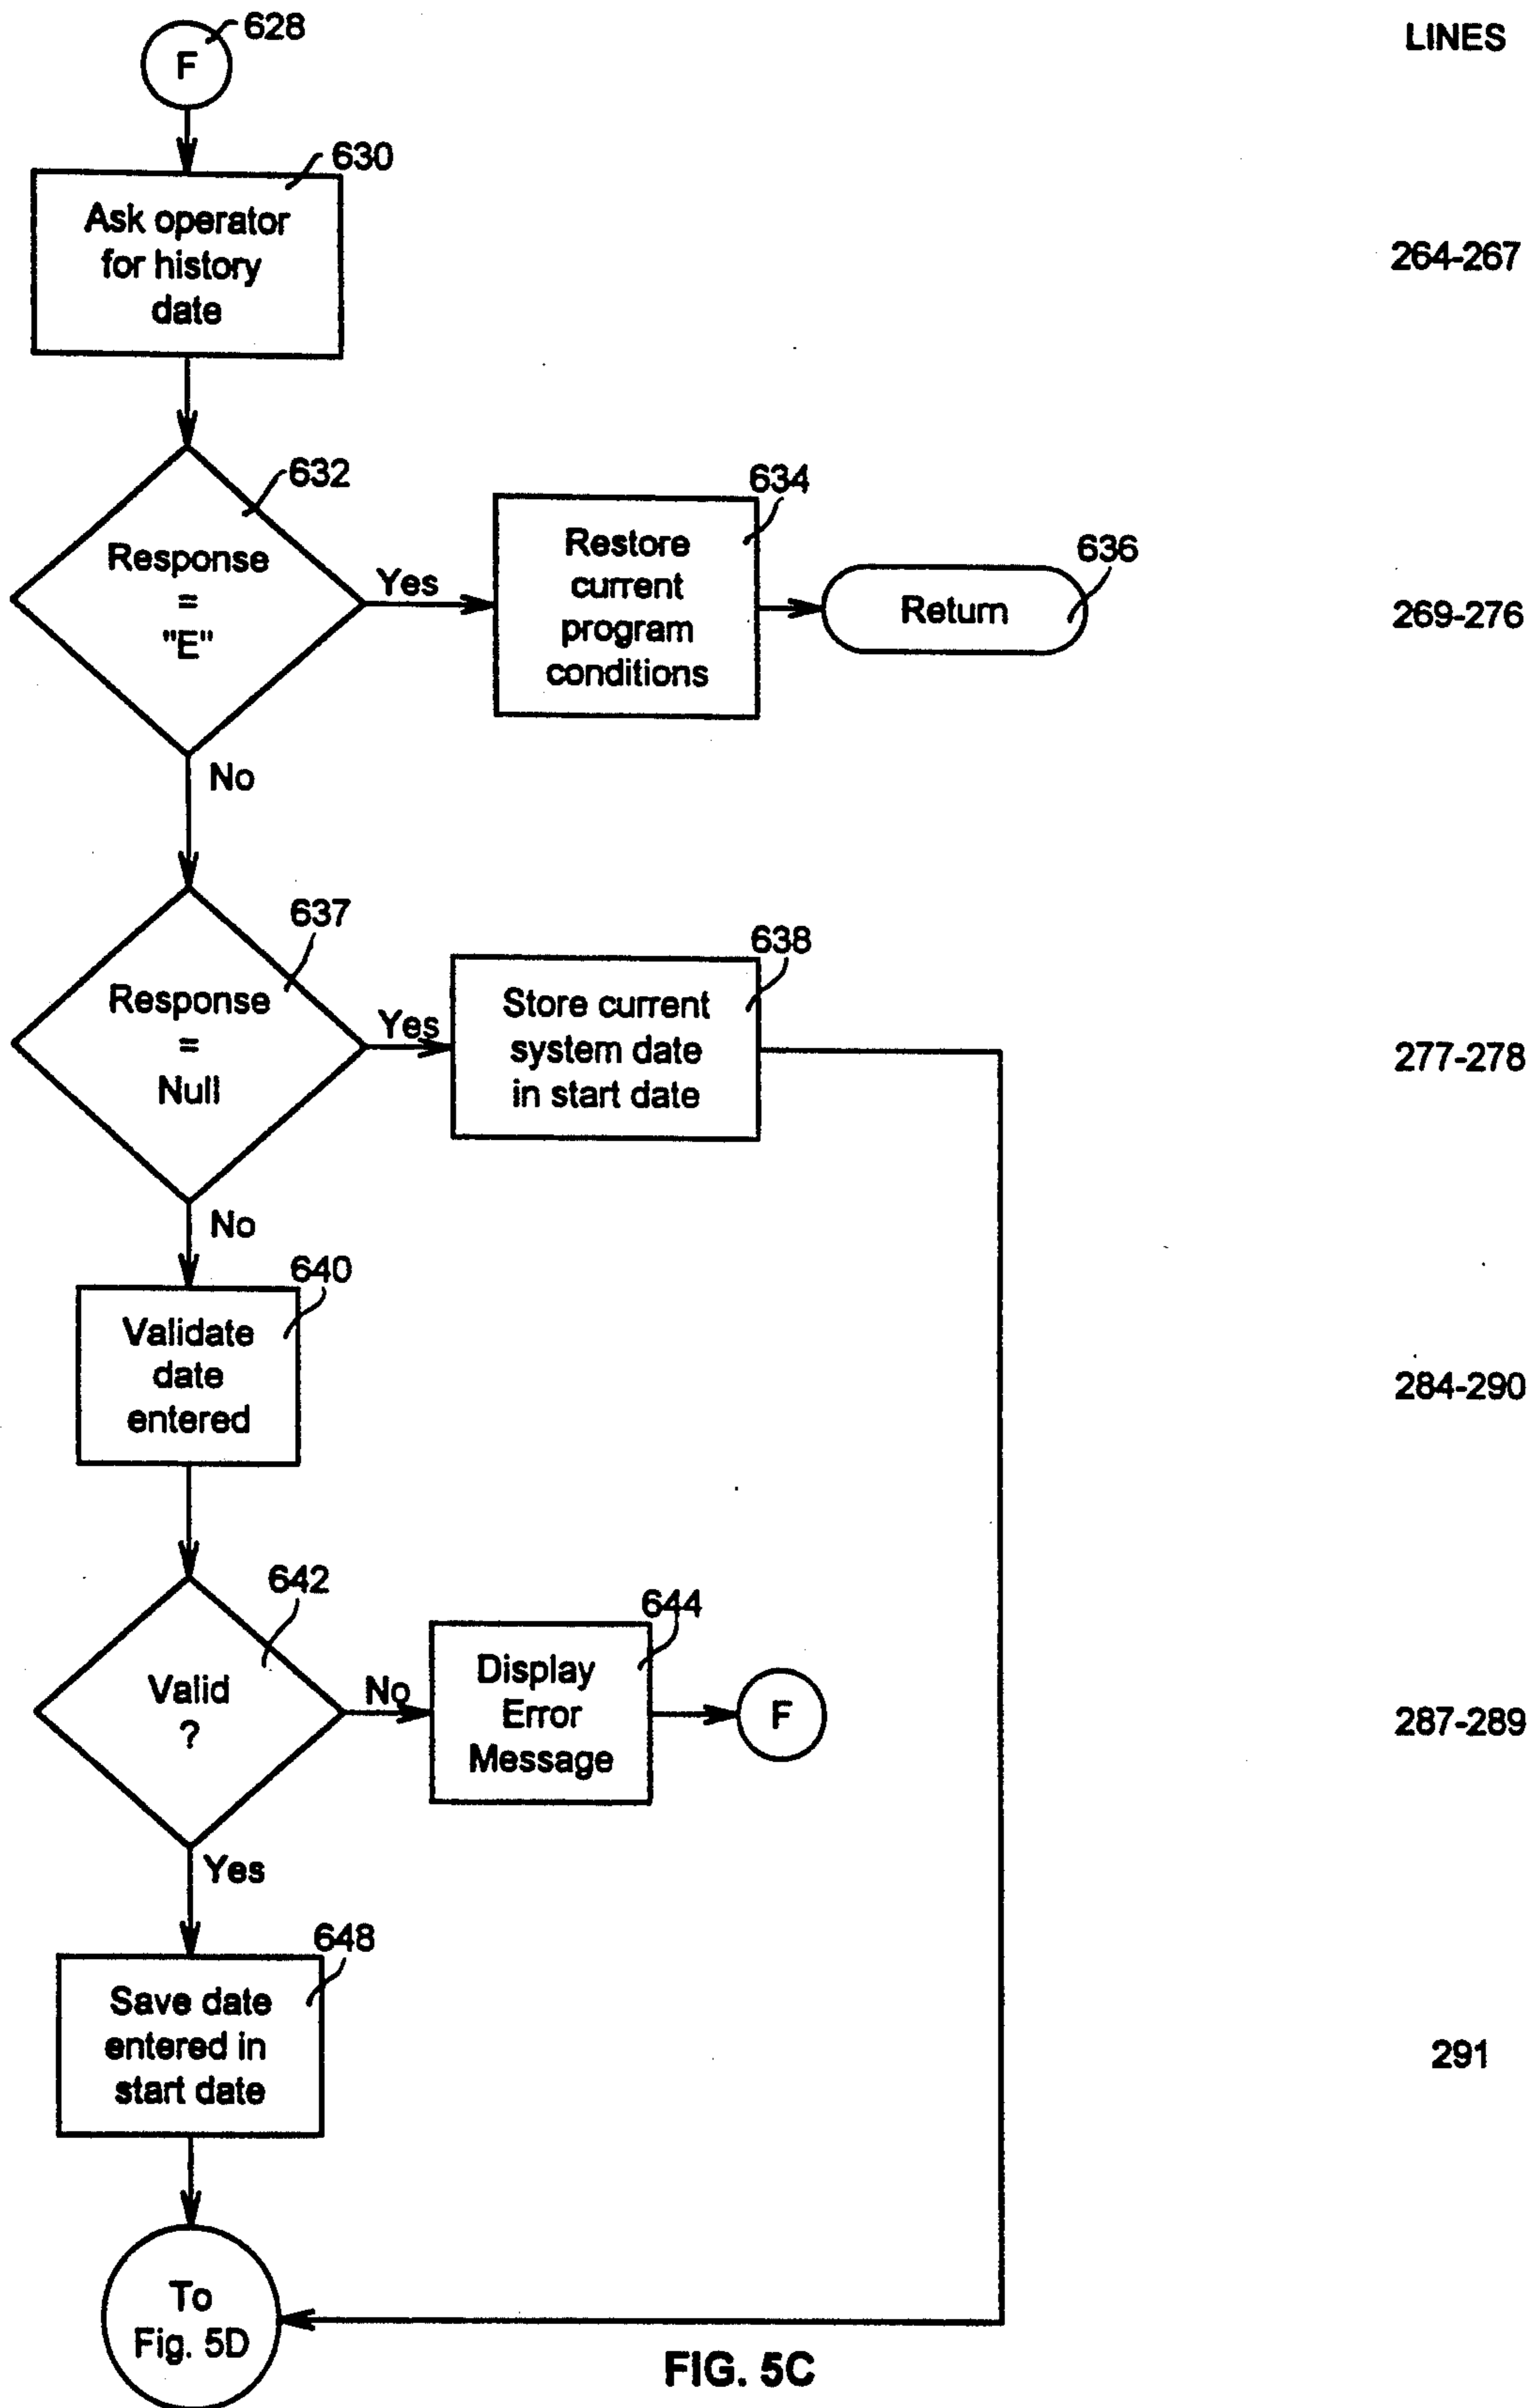 628
LINES
F
630
Ask operator
for history
date
264-267
632
634
Response
=
"E"
Yes
Restore
current
program
conditions
636
Return
269-276
No
637
638
Response
=
Null
Yes
Store current
system date
in start date
277-278
No
640
Validate
date
entered
284-290
642
644
Valid
?
No
Display
Error
Message
F
287-289
Yes
648
Save date
entered in
start date
291
To
Fig. 5D
FIG. 5C